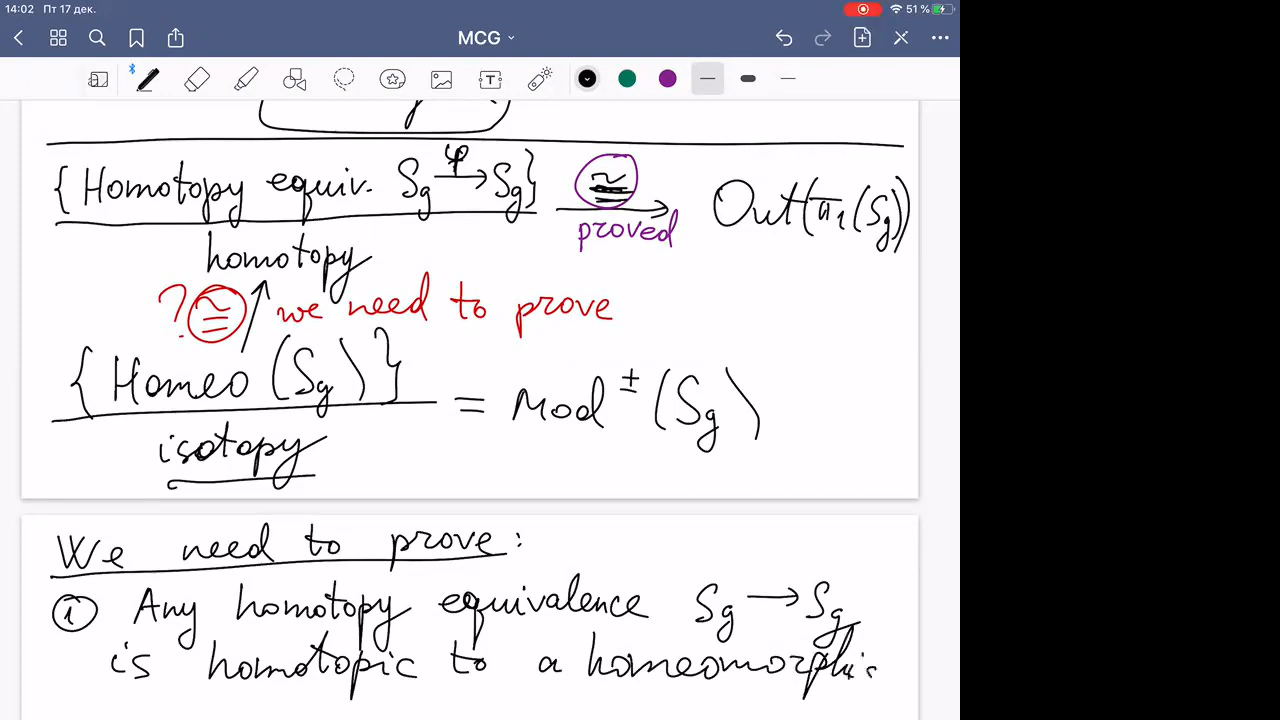 14:02 Пт 17 дек. 51 %
MCG
{ Homotopy equiv. Sg →φ Sg } ≅ Out(π₁(Sg))
homotopy proved
? ≅ we need to prove
{ Homeo (Sg) } = Mod ± (Sg)
isotopy
We need to prove:
① Any homotopy equivalence Sg → Sg
is homotopic to a homeomorphis